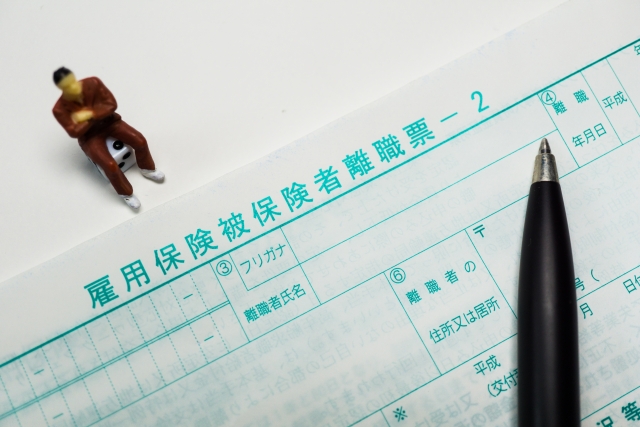 雇用保険被保険者離職票－2
④離職
平成
年月日
③フリガナ
離職者氏名
⑥離職者の
住所又は居所
〒
号(
平成
月
日
(交付
※
況等